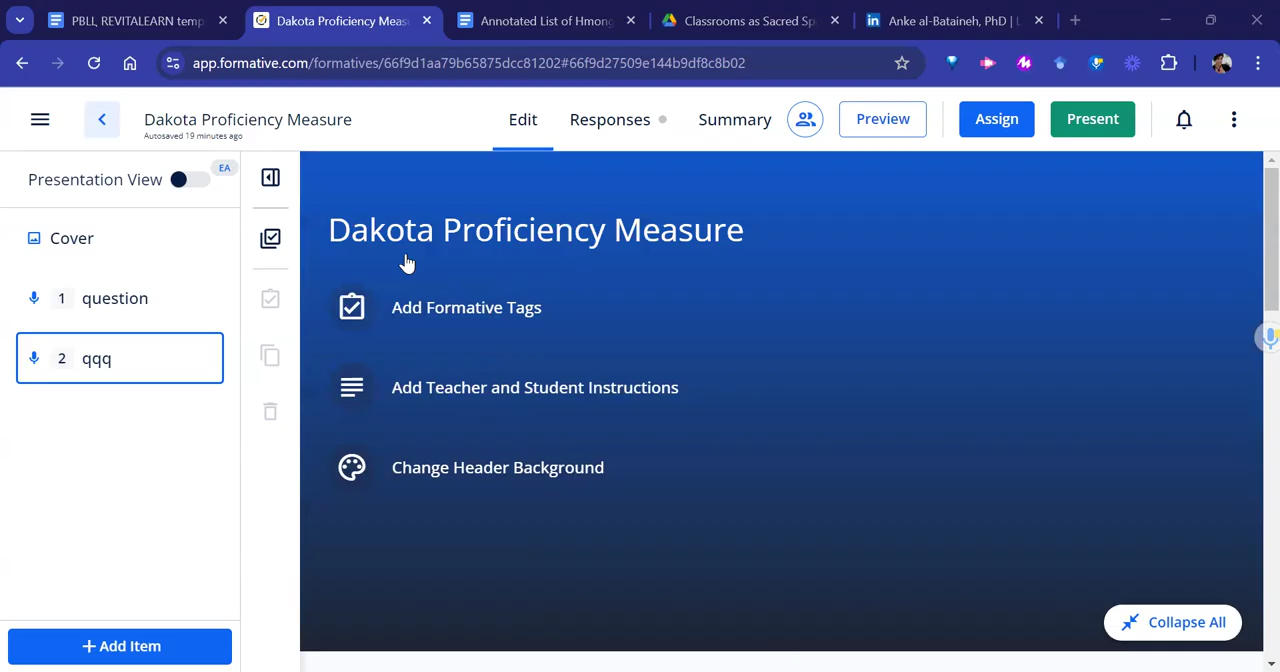 PBLL, REVITALEARN temp
Dakota Proficiency Meas
Annotated List of Hmong
Classrooms as Sacred Sp
Anke al-Bataineh, PhD |
app.formative.com/formatives/66f9d1aa79b65875dcc81202#66f9d27509e144b9df8c8b02
Dakota Proficiency Measure
Autosaved 19 minutes ago
Edit
Responses
Summary
Preview
Assign
Present
Presentation View
EA
Cover
1 question
2 qqq
Add Item
Dakota Proficiency Measure
Add Formative Tags
Add Teacher and Student Instructions
Change Header Background
Collapse All